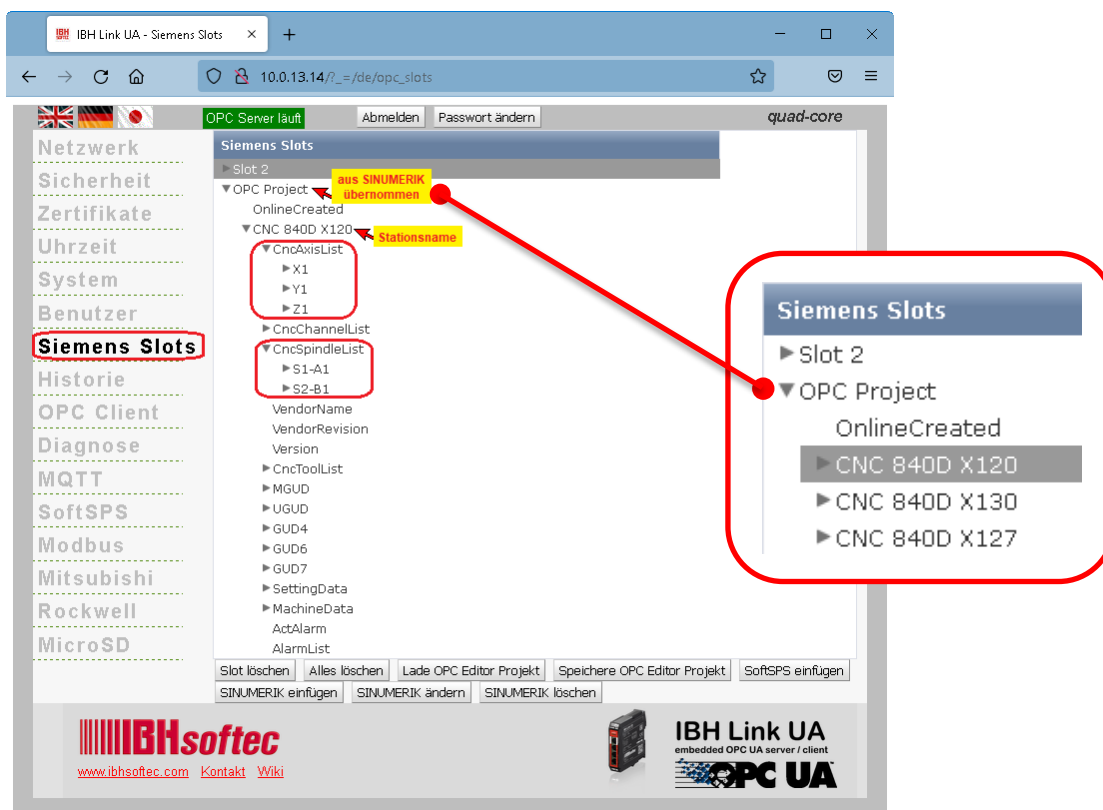 IBH Link UA - Siemens Slots
10.0.13.14/?_=/de/opc_slots
OPC Server läuft
Abmelden
Passwort ändern
quad-core
Netzwerk
Sicherheit
Zertifikate
Uhrzeit
System
Benutzer
Siemens Slots
Historie
OPC Client
Diagnose
MQTT
SoftSPS
Modbus
Mitsubishi
Rockwell
MicroSD
Siemens Slots
Slot 2
OPC Project
aus SINUMERIK
übernommen
OnlineCreated
CNC 840D X120
Stationsname
CncAxisList
X1
Y1
Z1
CncChannelList
CncSpindleList
S1-A1
S2-B1
VendorName
VendorRevision
Version
CncToolList
MGUD
UGUD
GUD4
GUD6
GUD7
SettingData
MachineData
ActAlarm
AlarmList
Slot löschen
Alles löschen
Lade OPC Editor Projekt
Speichere OPC Editor Projekt
SoftSPS einfügen
SINUMERIK einfügen
SINUMERIK ändern
SINUMERIK löschen
Siemens Slots
Slot 2
OPC Project
OnlineCreated
CNC 840D X120
CNC 840D X130
CNC 840D X127
IBHsoftec
www.ibhsoftec.com Kontakt Wiki
IBH Link UA
embedded OPC UA server / client
OPC UA